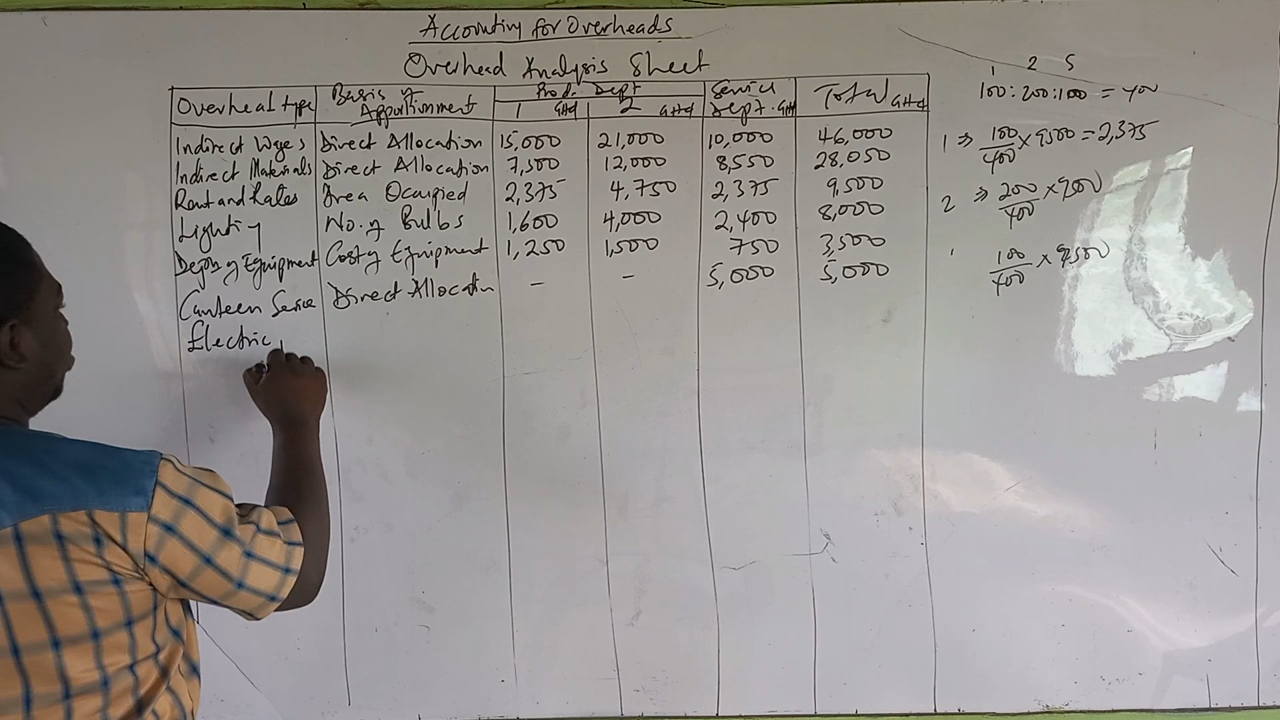 Accounting for Overheads
Overhead Analysis Sheet
Overhead type Basis of Apportionment Prod. Dept Service Dept. GH¢ Total GH¢
1 GH¢ 2 GH¢
Indirect Wages Direct Allocation 15,000 21,000 10,000 46,000
Indirect Materials Direct Allocation 7,500 12,000 8,550 28,050
Rent and Rates Area Occupied 2,375 4,750 2,375 9,500
Lighting No. of Bulbs 1,600 4,000 2,400 8,000
Depn of Equipment Cost of Equipment 1,250 1,500 750 3,500
Canteen Service Direct Allocatn – – 5,000 5,000
Electric
1 2 S
100 : 200 : 100 = 400
1 ⇒ 100/400 × 9500 = 2,375
2 ⇒ 200/400 × 9500
100/400 × 9500